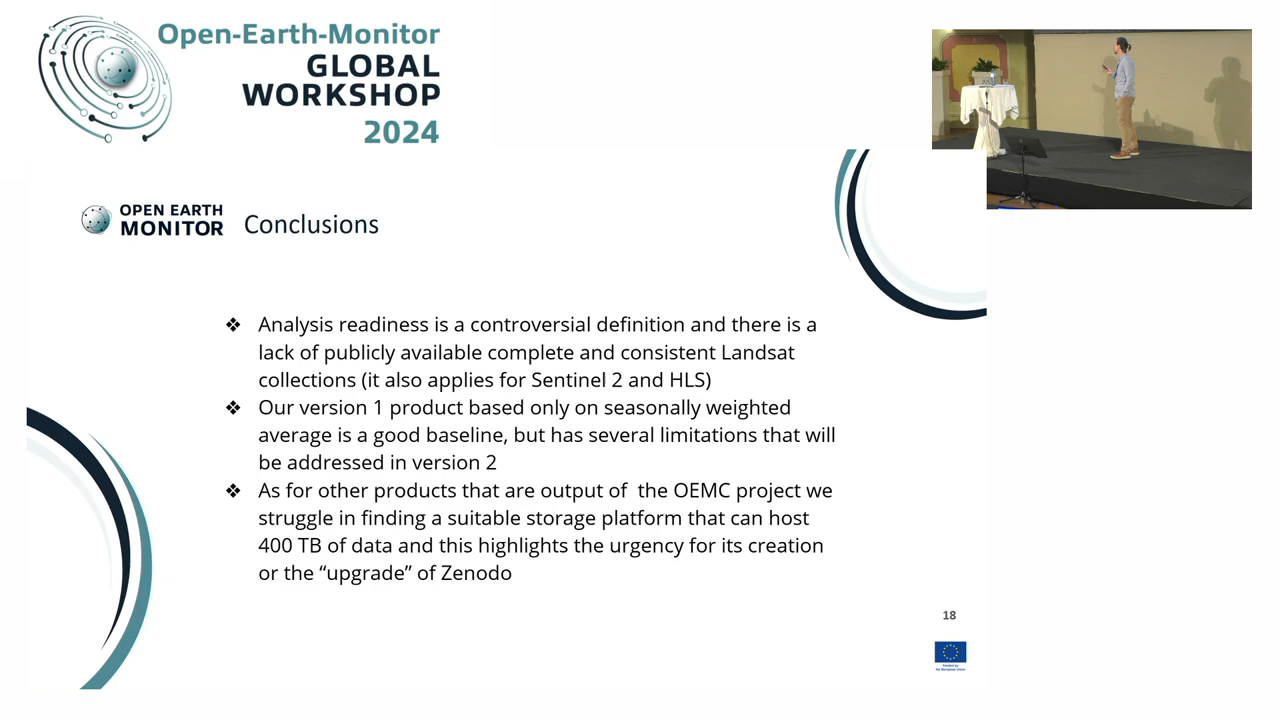 Open-Earth-Monitor
GLOBAL
WORKSHOP
2024
OPEN EARTH
MONITOR
Conclusions
❖ Analysis readiness is a controversial definition and there is a
lack of publicly available complete and consistent Landsat
collections (it also applies for Sentinel 2 and HLS)
❖ Our version 1 product based only on seasonally weighted
average is a good baseline, but has several limitations that will
be addressed in version 2
❖ As for other products that are output of the OEMC project we
struggle in finding a suitable storage platform that can host
400 TB of data and this highlights the urgency for its creation
or the “upgrade” of Zenodo
18
Funded by
the European Union